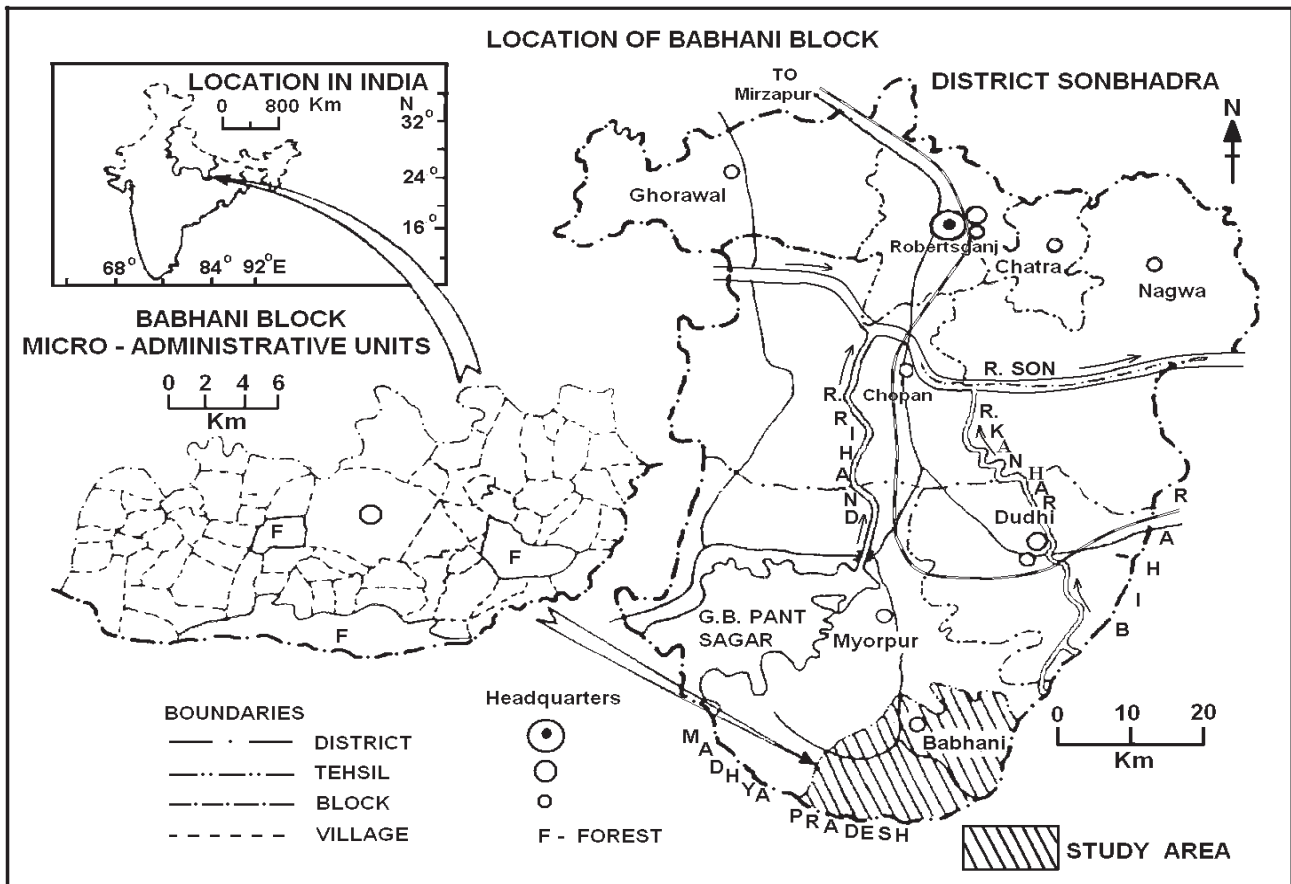 LOCATION OF BABHANI BLOCK
LOCATION IN INDIA
0 800 Km
N
32°
24°
16°
68° 84° 92°E
BABHANI BLOCK
MICRO - ADMINISTRATIVE UNITS
0 2 4 6
Km
F
F
F
TO
Mirzapur
DISTRICT SONBHADRA
N
Ghorawal
Robertsganj
Chatra
Nagwa
R. SON
Chopan
R. RIHAND
R. KANHAR
Dudhi
BIHAR
G.B. PANT
SAGAR
Myorpur
Babhani
MADHYA PRADESH
0 10 20
Km
BOUNDARIES
DISTRICT
TEHSIL
BLOCK
VILLAGE
Headquarters
F - FOREST
STUDY AREA